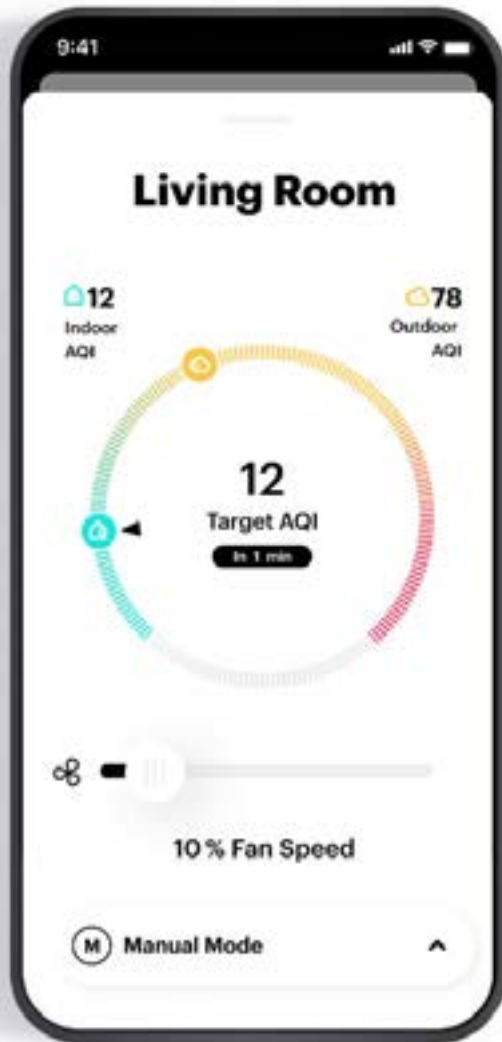 9:41
Living Room
12
Indoor
AQI
78
Outdoor
AQI
12
Target AQI
In 1 min
10% Fan Speed
M Manual Mode